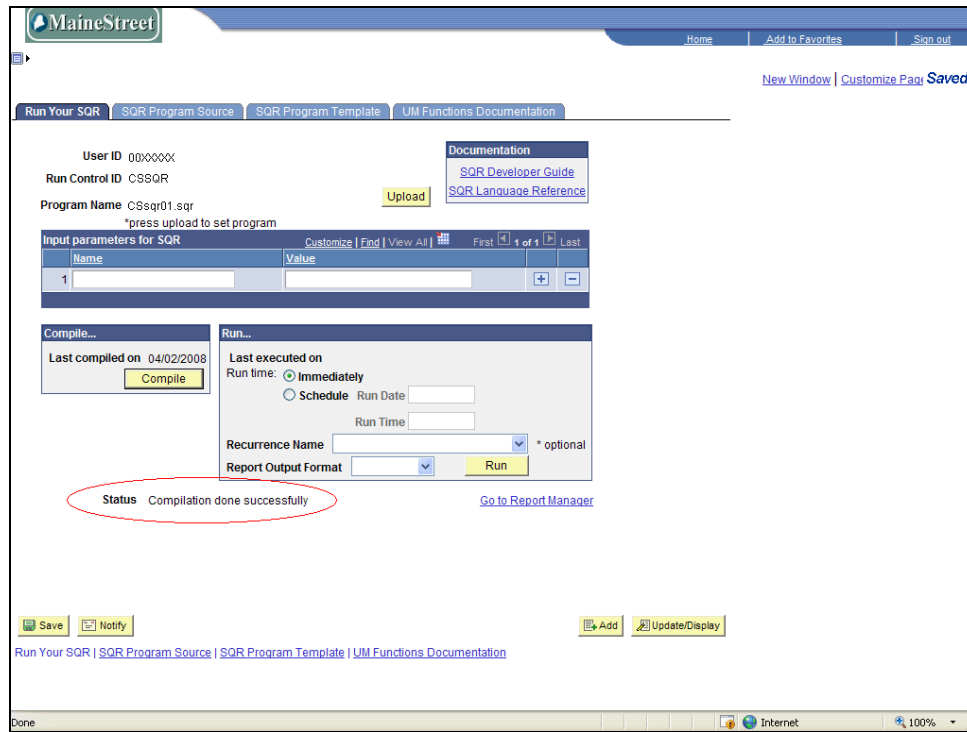 MaineStreet
Home Add to Favorites Sign out
New Window | Customize Page Saved
Run Your SQR SQR Program Source SQR Program Template UM Functions Documentation
User ID 00XXXXX
Run Control ID CSSQR
Program Name CSsqr01.sqr
*press upload to set program
Upload
Documentation
SQR Developer Guide
SQR Language Reference
Input parameters for SQR Customize | Find | View All | First 1 of 1 Last
Name Value
1
Compile...
Last compiled on 04/02/2008
Compile
Run...
Last executed on
Run time: Immediately
Schedule Run Date
Run Time
Recurrence Name * optional
Report Output Format Run
Status Compilation done successfully
Go to Report Manager
Save Notify Add Update/Display
Run Your SQR | SQR Program Source | SQR Program Template | UM Functions Documentation
Done Internet 100%